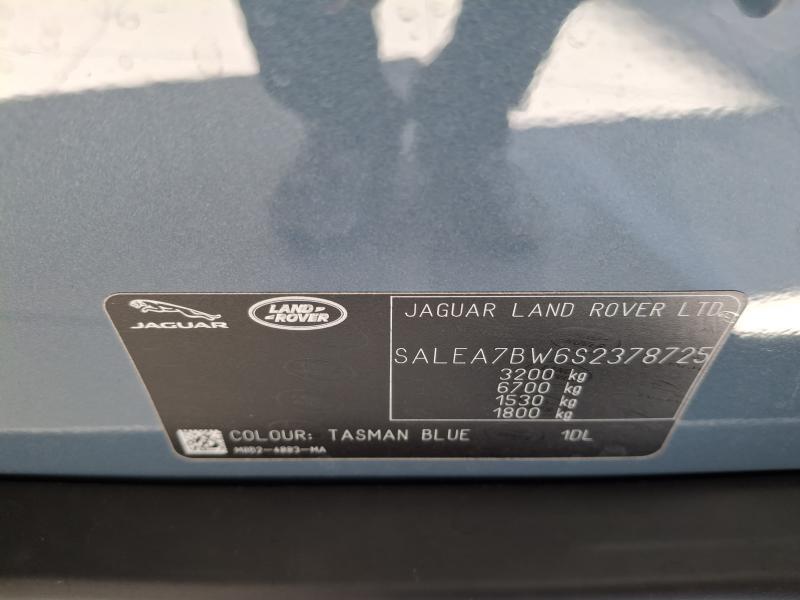 JAGUAR
LAND ROVER
JAGUAR LAND ROVER LTD
SALEA7BW6S2378725
3200 kg
6700 kg
1530 kg
1800 kg
COLOUR: TASMAN BLUE 1DL